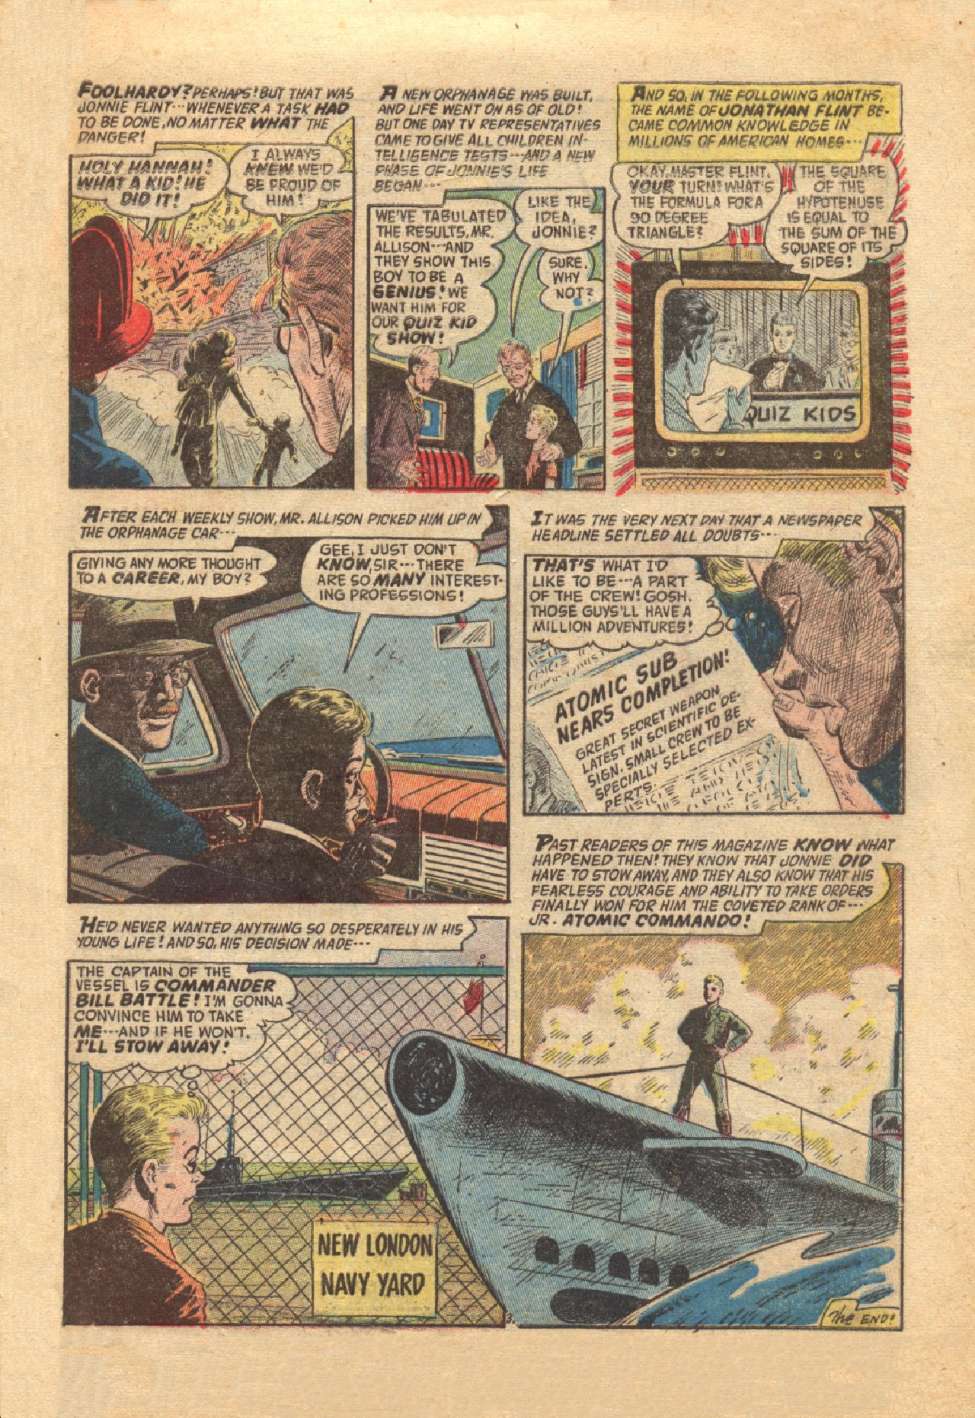 FOOLHARDY? PERHAPS! BUT THAT WAS
JONNIE FLINT---WHENEVER A TASK HAD
TO BE DONE, NO MATTER WHAT THE
DANGER!
HOLY HANNAH!
WHAT A KID! HE
DID IT!
I ALWAYS
KNEW WE'D
BE PROUD OF
HIM!
A NEW ORPHANAGE WAS BUILT,
AND LIFE WENT ON AS OF OLD!
BUT ONE DAY TV REPRESENTATIVES
CAME TO GIVE ALL CHILDREN IN-
TELLIGENCE TESTS---AND A NEW
PHASE OF JONNIE'S LIFE
BEGAN---
WE'VE TABULATED
THE RESULTS, MR.
ALLISON---AND
THEY SHOW THIS
BOY TO BE A
GENIUS! WE
WANT HIM FOR
OUR QUIZ KID
SHOW!
LIKE THE
IDEA,
JONNIE?
SURE,
WHY
NOT?
AND SO, IN THE FOLLOWING MONTHS,
THE NAME OF JONATHAN FLINT BE-
CAME COMMON KNOWLEDGE IN
MILLIONS OF AMERICAN HOMES---
OKAY, MASTER FLINT,
YOUR TURN! WHAT'S
THE FORMULA FOR A
90 DEGREE
TRIANGLE?
THE SQUARE
OF THE
HYPOTENUSE
IS EQUAL TO
THE SUM OF THE
SQUARE OF ITS
SIDES!
QUIZ KIDS
AFTER EACH WEEKLY SHOW, MR. ALLISON PICKED HIM UP IN
THE ORPHANAGE CAR---
GIVING ANY MORE THOUGHT
TO A CAREER, MY BOY?
GEE, I JUST DON'T
KNOW, SIR---THERE
ARE SO MANY INTEREST-
ING PROFESSIONS!
IT WAS THE VERY NEXT DAY THAT A NEWSPAPER
HEADLINE SETTLED ALL DOUBTS---
THAT'S WHAT I'D
LIKE TO BE---A PART
OF THE CREW! GOSH,
THOSE GUYS'LL HAVE A
MILLION ADVENTURES!
ATOMIC SUB
NEARS COMPLETION!
GREAT SECRET WEAPON
LATEST IN SCIENTIFIC DE-
SIGN. SMALL CREW TO BE
SPECIALLY SELECTED EX-
PERTS
HE'D NEVER WANTED ANYTHING SO DESPERATELY IN HIS
YOUNG LIFE! AND SO, HIS DECISION MADE---
THE CAPTAIN OF THE
VESSEL IS COMMANDER
BILL BATTLE! I'M GONNA
CONVINCE HIM TO TAKE
ME---AND IF HE WON'T,
I'LL STOW AWAY!
NEW LONDON
NAVY YARD
PAST READERS OF THIS MAGAZINE KNOW WHAT
HAPPENED THEN! THEY KNOW THAT JONNIE DID
HAVE TO STOW AWAY, AND THEY ALSO KNOW THAT HIS
FEARLESS COURAGE AND ABILITY TO TAKE ORDERS
FINALLY WON FOR HIM THE COVETED RANK OF---
JR. ATOMIC COMMANDO!
3.
The END!